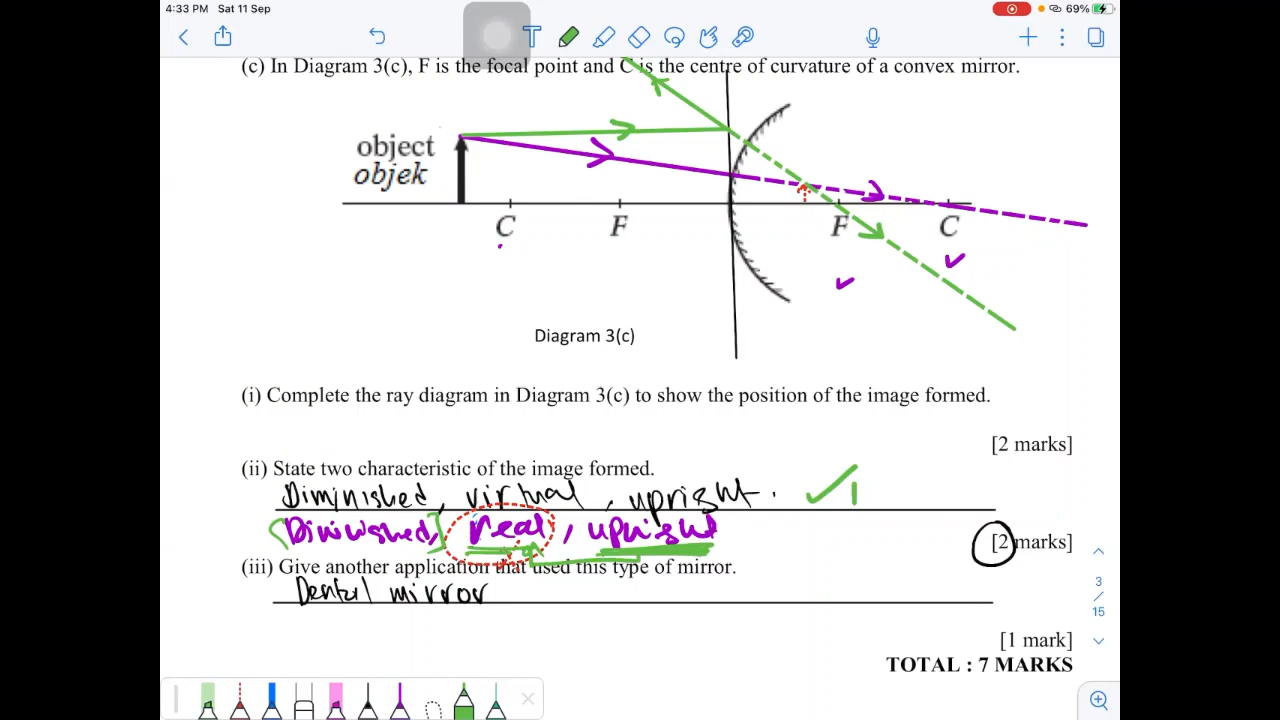 4:33 PM Sat 11 Sep
69%
T
(c) In Diagram 3(c), F is the focal point and C is the centre of curvature of a convex mirror.
object
objek
C F F C
Diagram 3(c)
(i) Complete the ray diagram in Diagram 3(c) to show the position of the image formed.
[2 marks]
(ii) State two characteristic of the image formed.
Diminished, virtual, upright. ✓1
(Diminished), real, upright
[2 marks]
(iii) Give another application that used this type of mirror.
Dental mirror
[1 mark]
TOTAL : 7 MARKS
3
/
15